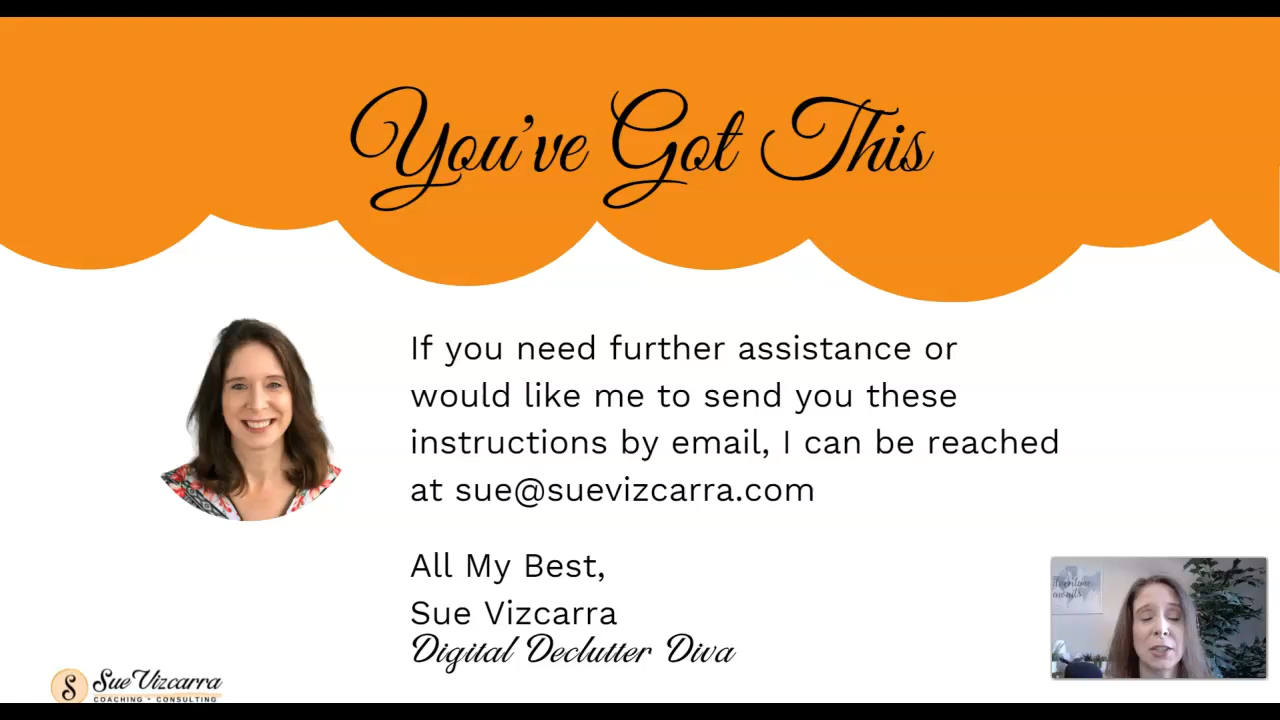 You've Got This
If you need further assistance or
would like me to send you these
instructions by email, I can be reached
at sue@suevizcarra.com
All My Best,
Sue Vizcarra
Digital Declutter Diva
S
Sue Vizcarra
COACHING • CONSULTING
adventure
awaits